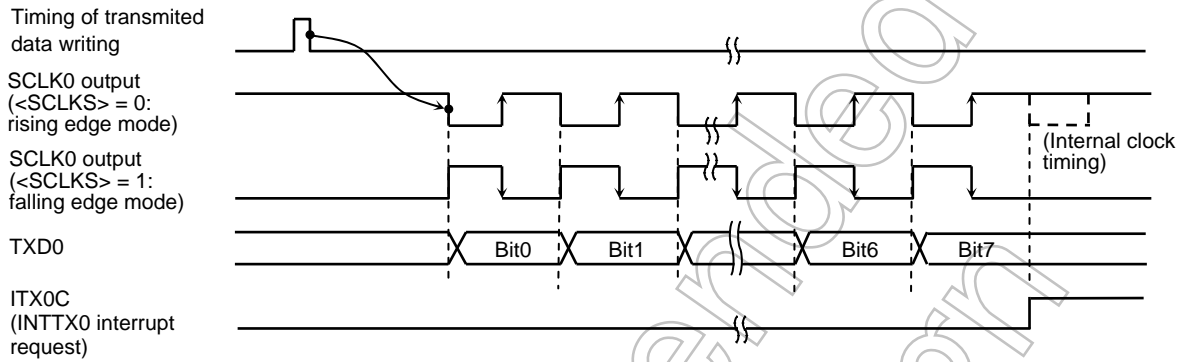 Timing of transmited
data writing
SCLK0 output
(<SCLKS> = 0:
rising edge mode)
(Internal clock
timing)
SCLK0 output
(<SCLKS> = 1:
falling edge mode)
TXD0
Bit0
Bit1
Bit6
Bit7
ITX0C
(INTTX0 interrupt
request)